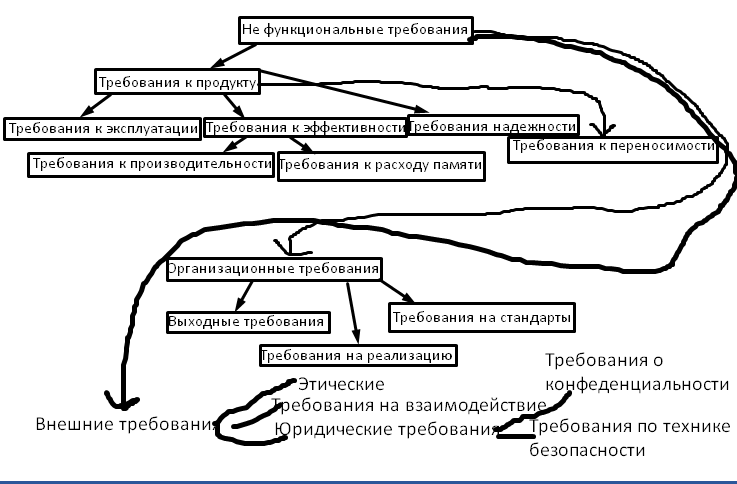 Не функциональные требования
Требования к продукту
Требования к эксплуатации
Требования к эффективности
Требования надежности
Требования к переносимости
Требования к производительности
Требования к расходу памяти
Организационные требования
Выходные требования
Требования на стандарты
Требования на реализацию
Требования о
конфеденциальности
Этические
Требования на взаимодействие
Внешние требования
Юридические требования
Требования по технике
безопасности